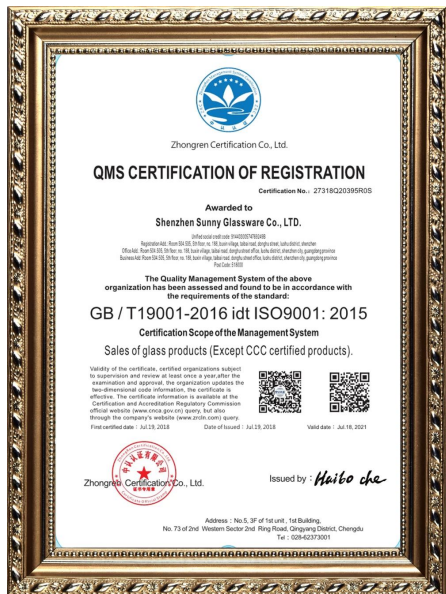 Zhongren Certification Co., Ltd.
QMS CERTIFICATION OF REGISTRATION
Certification No.: 27318Q20395R0S
Awarded to
Shenzhen Sunny Glassware Co., LTD.
The Quality Management System of the above
organization has been assessed and found to be in accordance with
the requirements of the standard:
GB / T19001-2016 idt ISO9001: 2015
Certification Scope of the Management System
Sales of glass products (Except CCC certified products).
Validity of the certificate, certified organizations subject
to supervision and review at least once a year,after the
examination and approval, the organization updates the
two-dimensional code information, the certificate is
effective. The certificate information is available at the
Certification and Accreditation Regulatory Commission
official website (www.cnca.gov.cn) query, but also
through the company's website (www.zrcln.com) query.
First certified date : Jul.19, 2018 Date of Issued : Jul.19, 2018 Valid date : Jul.18, 2021
Zhongren Certification Co., Ltd.
Issued by : Haibo che
Address : No.5, 3F of 1st unit , 1st Building,
No. 73 of 2nd Western Sector 2nd Ring Road, Qingyang District, Chengdu
Tel : 028-62373001